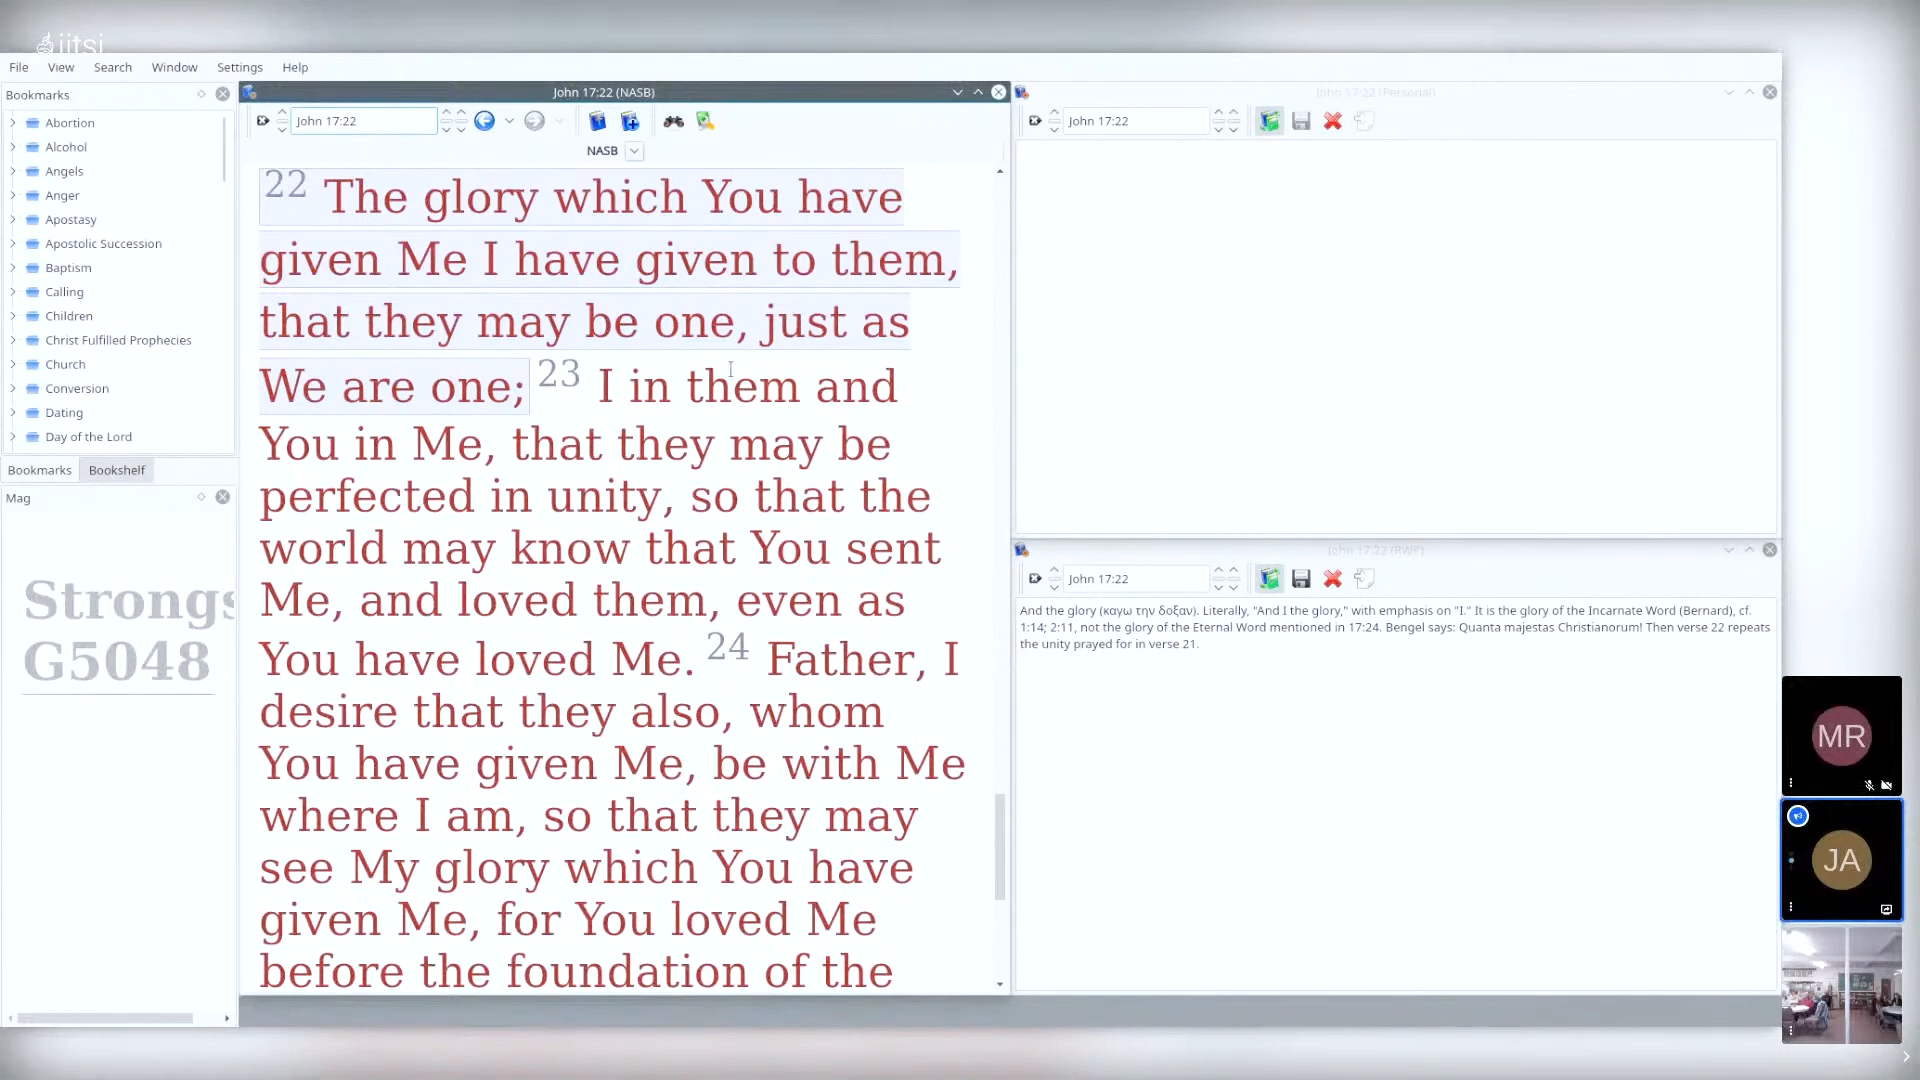 jitsi
File View Search Window Settings Help
Bookmarks
Abortion
Alcohol
Angels
Anger
Apostasy
Apostolic Succession
Baptism
Calling
Children
Christ Fulfilled Prophecies
Church
Conversion
Dating
Day of the Lord
Bookmarks Bookshelf
Mag
Strongs
G5048
John 17:22 (NASB)
John 17:22
NASB
22 The glory which You have
given Me I have given to them,
that they may be one, just as
We are one; 23 I in them and
You in Me, that they may be
perfected in unity, so that the
world may know that You sent
Me, and loved them, even as
You have loved Me. 24 Father, I
desire that they also, whom
You have given Me, be with Me
where I am, so that they may
see My glory which You have
given Me, for You loved Me
before the foundation of the
John 17:22 (Personal)
John 17:22
John 17:22 (RWP)
John 17:22
And the glory (καγω την δοξαν). Literally, "And I the glory," with emphasis on "I." It is the glory of the Incarnate Word (Bernard), cf.
1:14; 2:11, not the glory of the Eternal Word mentioned in 17:24. Bengel says: Quanta majestas Christianorum! Then verse 22 repeats
the unity prayed for in verse 21.
MR
JA